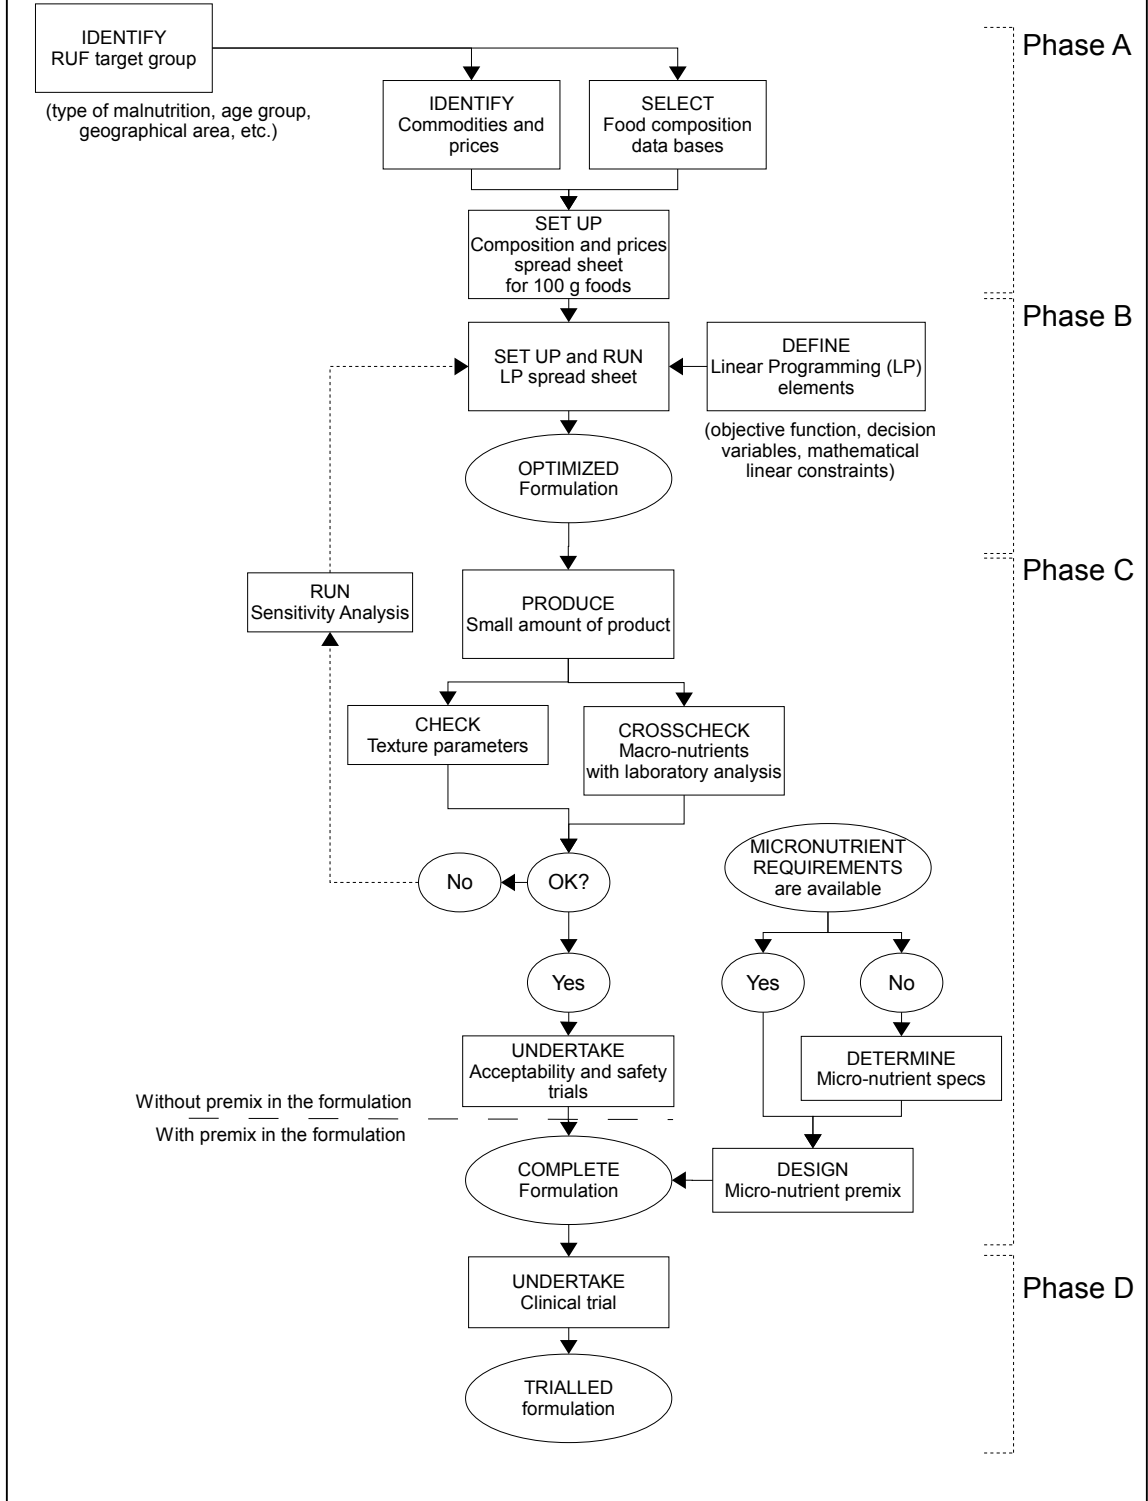 IDENTIFY
RUF target group
(type of malnutrition, age group,
geographical area, etc.)
Phase A
IDENTIFY
Commodities and
prices
SELECT
Food composition
data bases
SET UP
Composition and prices
spread sheet
for 100 g foods
Phase B
SET UP and RUN
LP spread sheet
DEFINE
Linear Programming (LP)
elements
(objective function, decision
variables, mathematical
linear constraints)
OPTIMIZED
Formulation
Phase C
RUN
Sensitivity Analysis
PRODUCE
Small amount of product
CHECK
Texture parameters
CROSSCHECK
Macro-nutrients
with laboratory analysis
MICRONUTRIENT
REQUIREMENTS
are available
No
OK?
Yes
Yes
No
UNDERTAKE
Acceptability and safety
trials
DETERMINE
Micro-nutrient specs
Without premix in the formulation
With premix in the formulation
COMPLETE
Formulation
DESIGN
Micro-nutrient premix
Phase D
UNDERTAKE
Clinical trial
TRIALLED
formulation